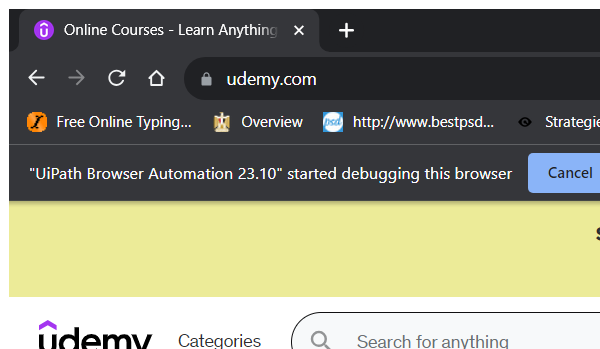 Online Courses - Learn Anything
udemy.com
Free Online Typing... Overview http://www.bestpsd... Strategie
"UiPath Browser Automation 23.10" started debugging this browser Cancel
udemy Categories Search for anything